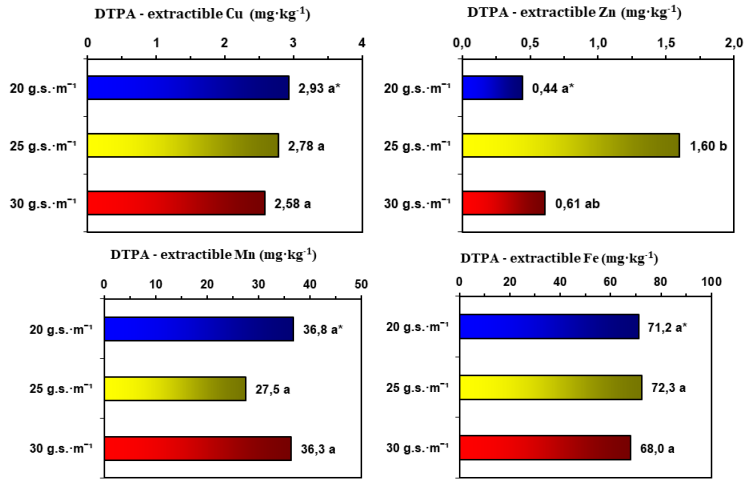 DTPA - extractible Cu (mg·kg⁻¹)
0 1 2 3 4
20 g.s.·m⁻¹ 2,93 a*
25 g.s.·m⁻¹ 2,78 a
30 g.s.·m⁻¹ 2,58 a
DTPA - extractible Zn (mg·kg⁻¹)
0,0 0,5 1,0 1,5 2,0
20 g.s.·m⁻¹ 0,44 a*
25 g.s.·m⁻¹ 1,60 b
30 g.s.·m⁻¹ 0,61 ab
DTPA - extractible Mn (mg·kg⁻¹)
0 10 20 30 40 50
20 g.s.·m⁻¹ 36,8 a*
25 g.s.·m⁻¹ 27,5 a
30 g.s.·m⁻¹ 36,3 a
DTPA - extractible Fe (mg·kg⁻¹)
0 20 40 60 80 100
20 g.s.·m⁻¹ 71,2 a*
25 g.s.·m⁻¹ 72,3 a
30 g.s.·m⁻¹ 68,0 a